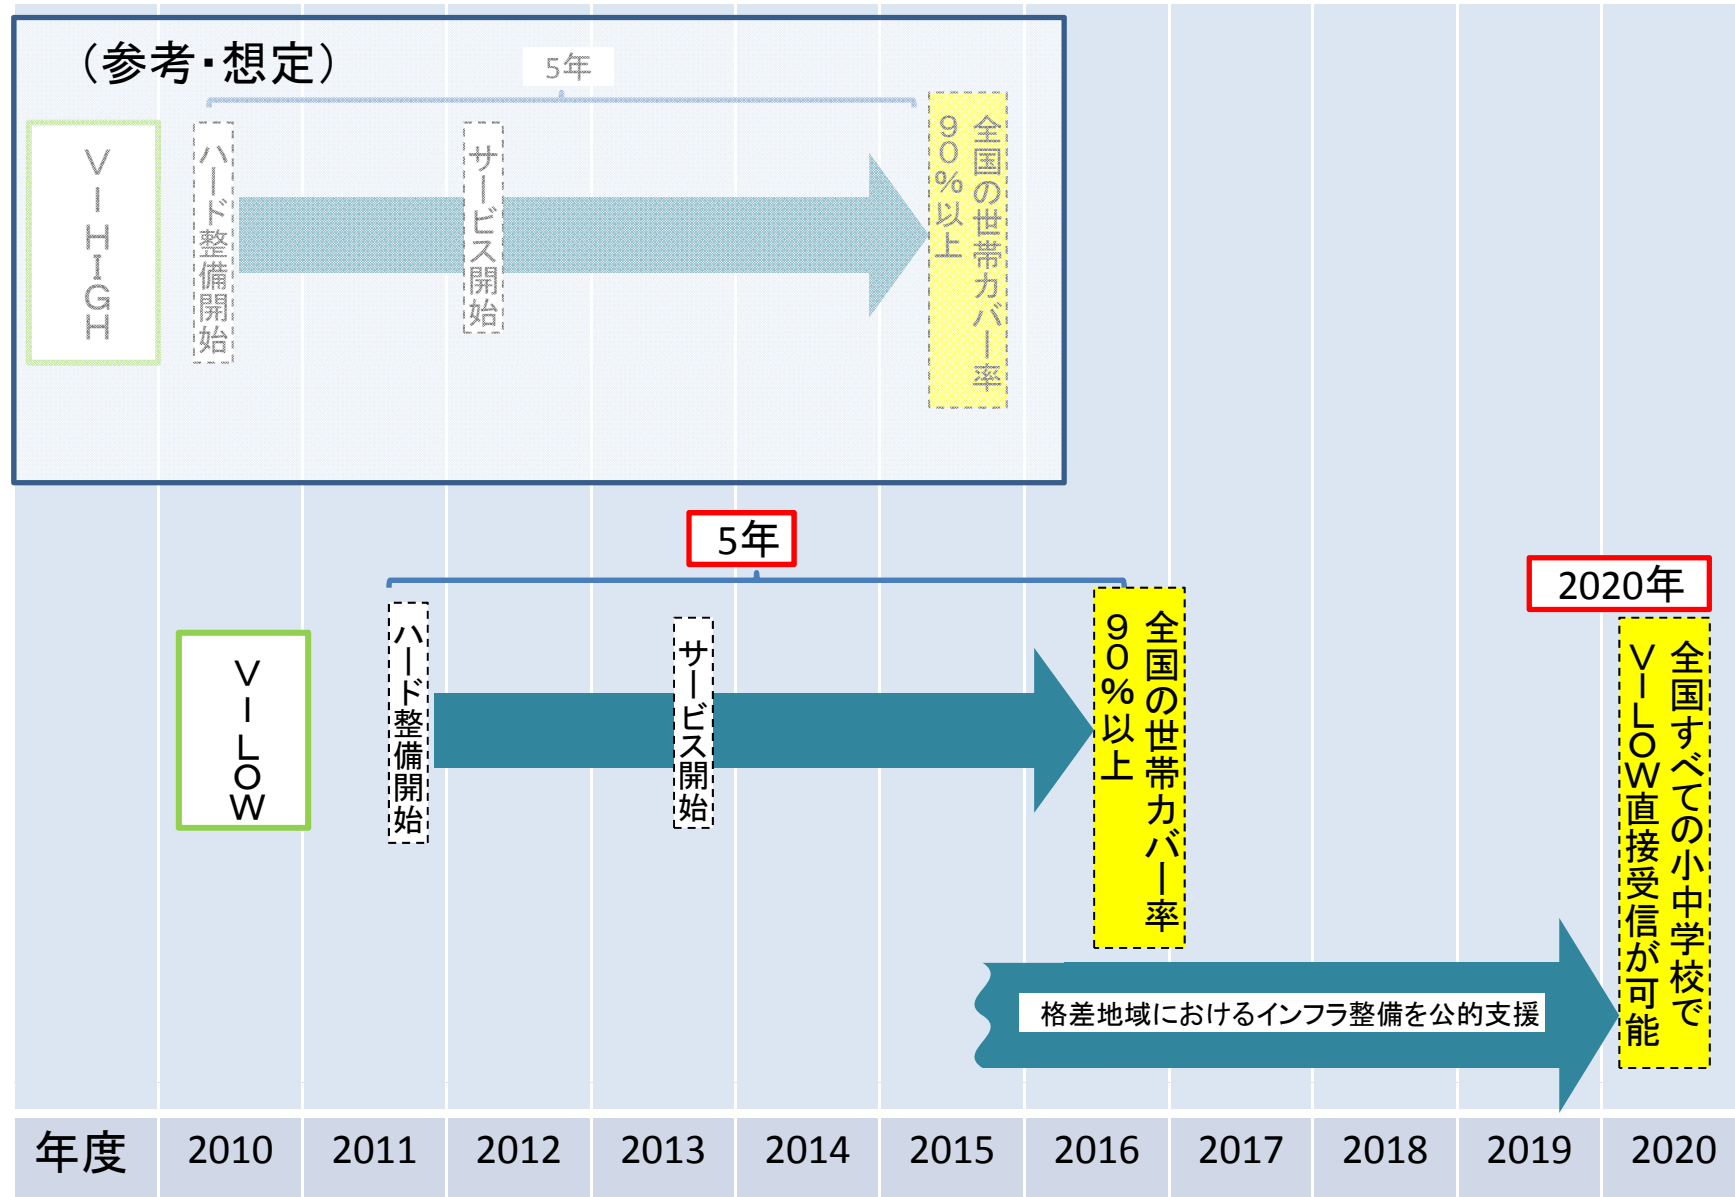 （参考・想定）
5年
V－HIGH
ハード整備開始
サービス開始
全国の世帯カバー率
９０％以上
5年
2020年
V－LOW
ハード整備開始
サービス開始
全国の世帯カバー率
９０％以上
全国すべての小中学校で
V－LOW直接受信が可能
格差地域におけるインフラ整備を公的支援
年度 2010 2011 2012 2013 2014 2015 2016 2017 2018 2019 2020